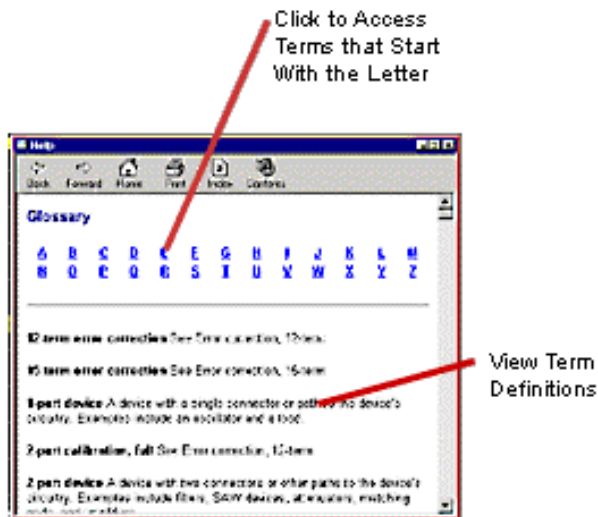 Click to Access
Terms that Start
With the Letter
Help
Back Forward Home Print Index Contents
Glossary
A B C D E F G H I J K L M
N O P Q R S T U V W X Y Z
12-term error correction See Error correction, 12-term
16-term error correction See Error correction, 16-term
1-port device A device with a single connector or path to the device's
circuitry. Examples include an oscillator and a load.
2-port calibration, full See Error correction, 12-term
2-port device A device with two connectors or other paths to the device's
circuitry. Examples include filters, SAW devices, attenuators, matching
View Term
Definitions